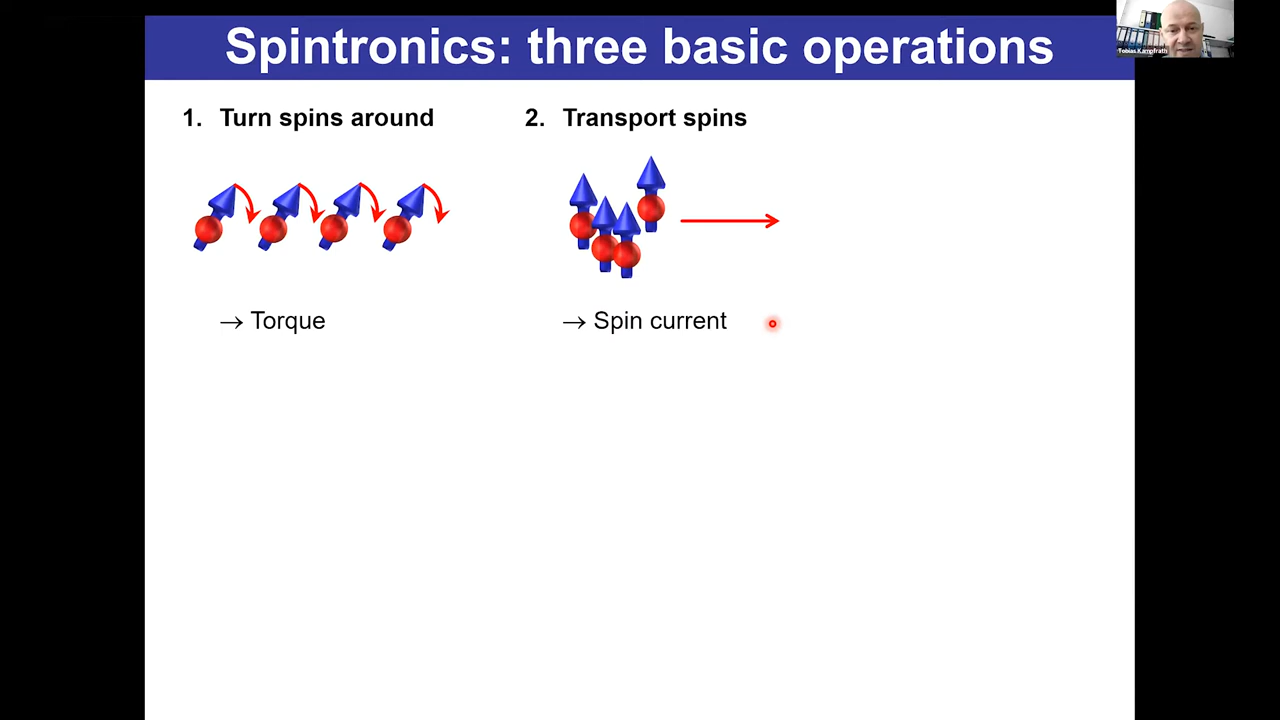 Spintronics: three basic operations
1. Turn spins around
2. Transport spins
→ Torque
→ Spin current
Tobias Kampfrath